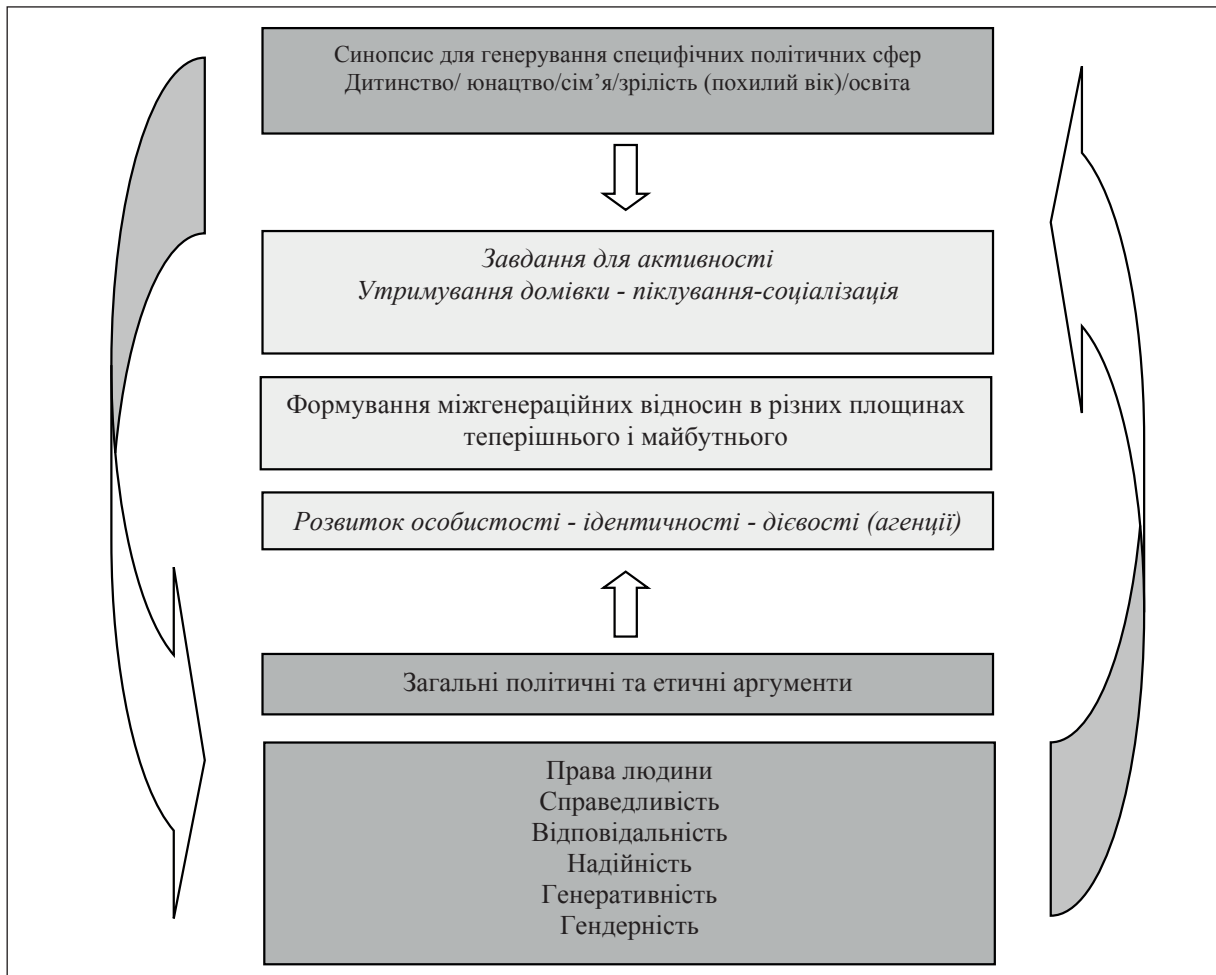 Синопсис для генерування специфічних політичних сфер
Дитинство/ юнацтво/сім’я/зрілість (похилий вік)/освіта
Завдання для активності
Утримування домівки - піклування-соціалізація
Формування міжгенераційних відносин в різних площинах
теперішнього і майбутнього
Розвиток особистості - ідентичності - дієвості (агенції)
Загальні політичні та етичні аргументи
Права людини
Справедливість
Відповідальність
Надійність
Генеративність
Гендерність